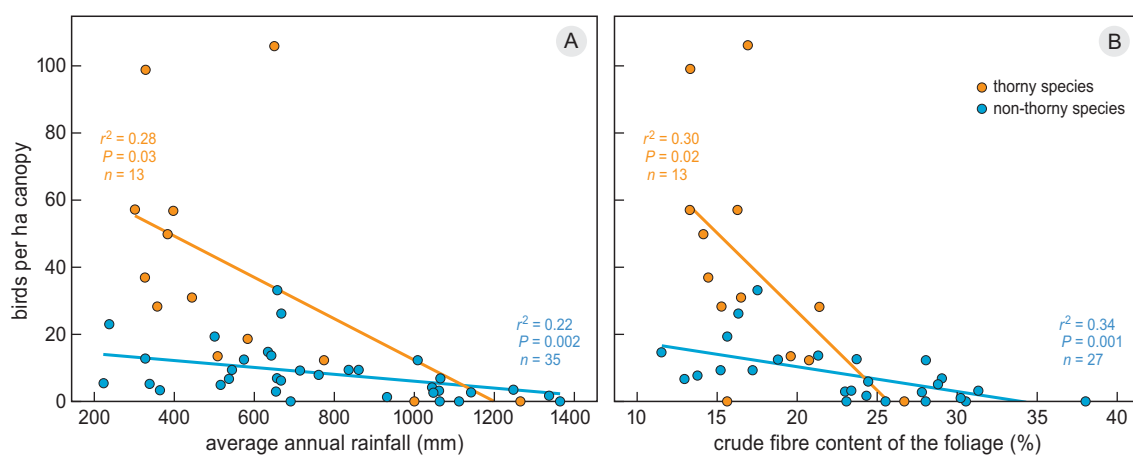 A
B
birds per ha canopy
100
80
60
40
20
0
r² = 0.28
P = 0.03
n = 13
r² = 0.22
P = 0.002
n = 35
200 400 600 800 1000 1200 1400
average annual rainfall (mm)
thorny species
non-thorny species
r² = 0.30
P = 0.02
n = 13
r² = 0.34
P = 0.001
n = 27
10 15 20 25 30 35 40
crude fibre content of the foliage (%)